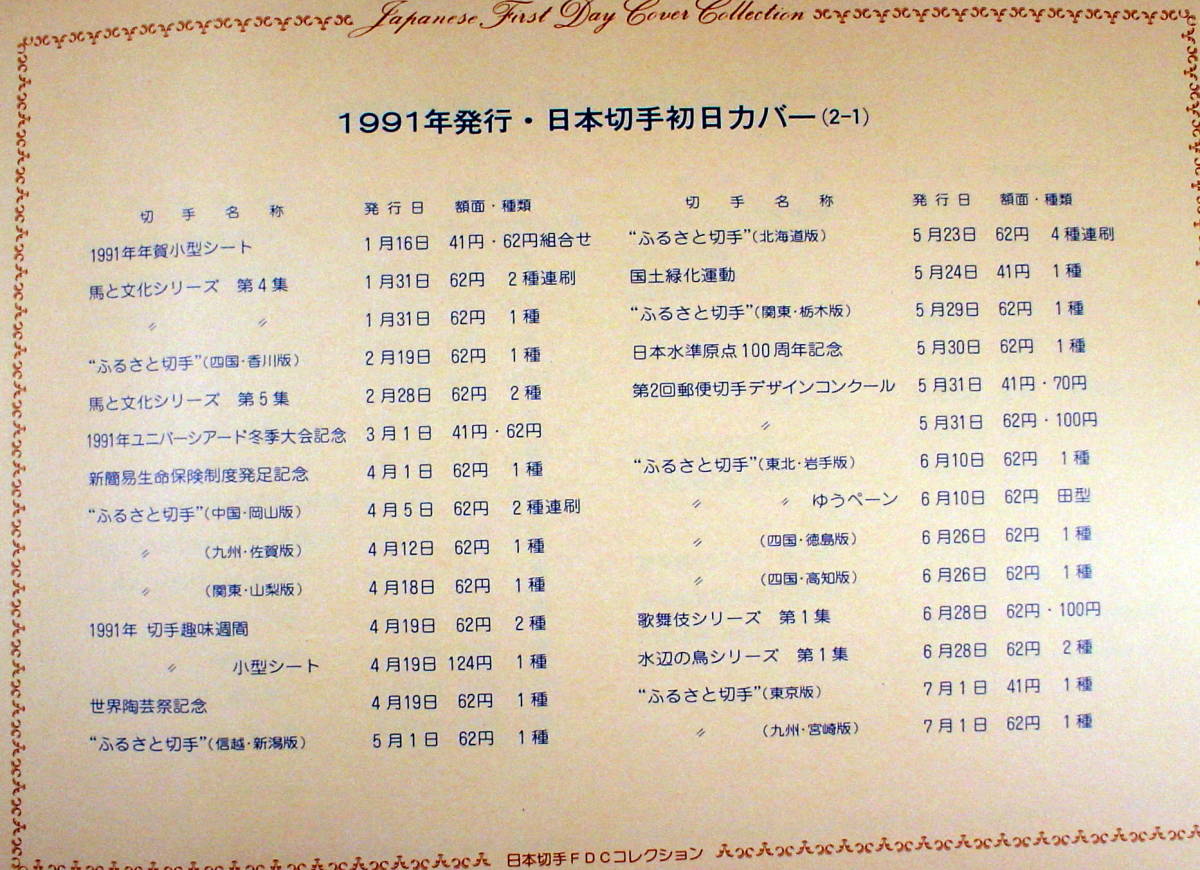 Japanese First Day Cover Collection
1991年発行・日本切手初日カバー(2-1)
切手名称 発行日 額面・種類
1991年年賀小型シート 1月16日 41円・62円組合せ
馬と文化シリーズ 第4集 1月31日 62円 2種連刷
〃 〃 1月31日 62円 1種
“ふるさと切手”(四国・香川版) 2月19日 62円 1種
馬と文化シリーズ 第5集 2月28日 62円 2種
1991年ユニバーシアード冬季大会記念 3月1日 41円・62円
新簡易生命保険制度発足記念 4月1日 62円 1種
“ふるさと切手”(中国・岡山版) 4月5日 62円 2種連刷
〃 (九州・佐賀版) 4月12日 62円 1種
〃 (関東・山梨版) 4月18日 62円 1種
1991年 切手趣味週間 4月19日 62円 2種
〃 小型シート 4月19日 124円 1種
世界陶芸祭記念 4月19日 62円 1種
“ふるさと切手”(信越・新潟版) 5月1日 62円 1種
切手名称 発行日 額面・種類
“ふるさと切手”(北海道版) 5月23日 62円 4種連刷
国土緑化運動 5月24日 41円 1種
“ふるさと切手”(関東・栃木版) 5月29日 62円 1種
日本水準原点100周年記念 5月30日 62円 1種
第2回郵便切手デザインコンクール 5月31日 41円・70円
〃 5月31日 62円・100円
“ふるさと切手”(東北・岩手版) 6月10日 62円 1種
〃 〃 ゆうペーン 6月10日 62円 田型
〃 (四国・徳島版) 6月26日 62円 1種
〃 (四国・高知版) 6月26日 62円 1種
歌舞伎シリーズ 第1集 6月28日 62円・100円
水辺の鳥シリーズ 第1集 6月28日 62円 2種
“ふるさと切手”(東京版) 7月1日 41円 1種
〃 (九州・宮崎版) 7月1日 62円 1種
日本切手FDCコレクション